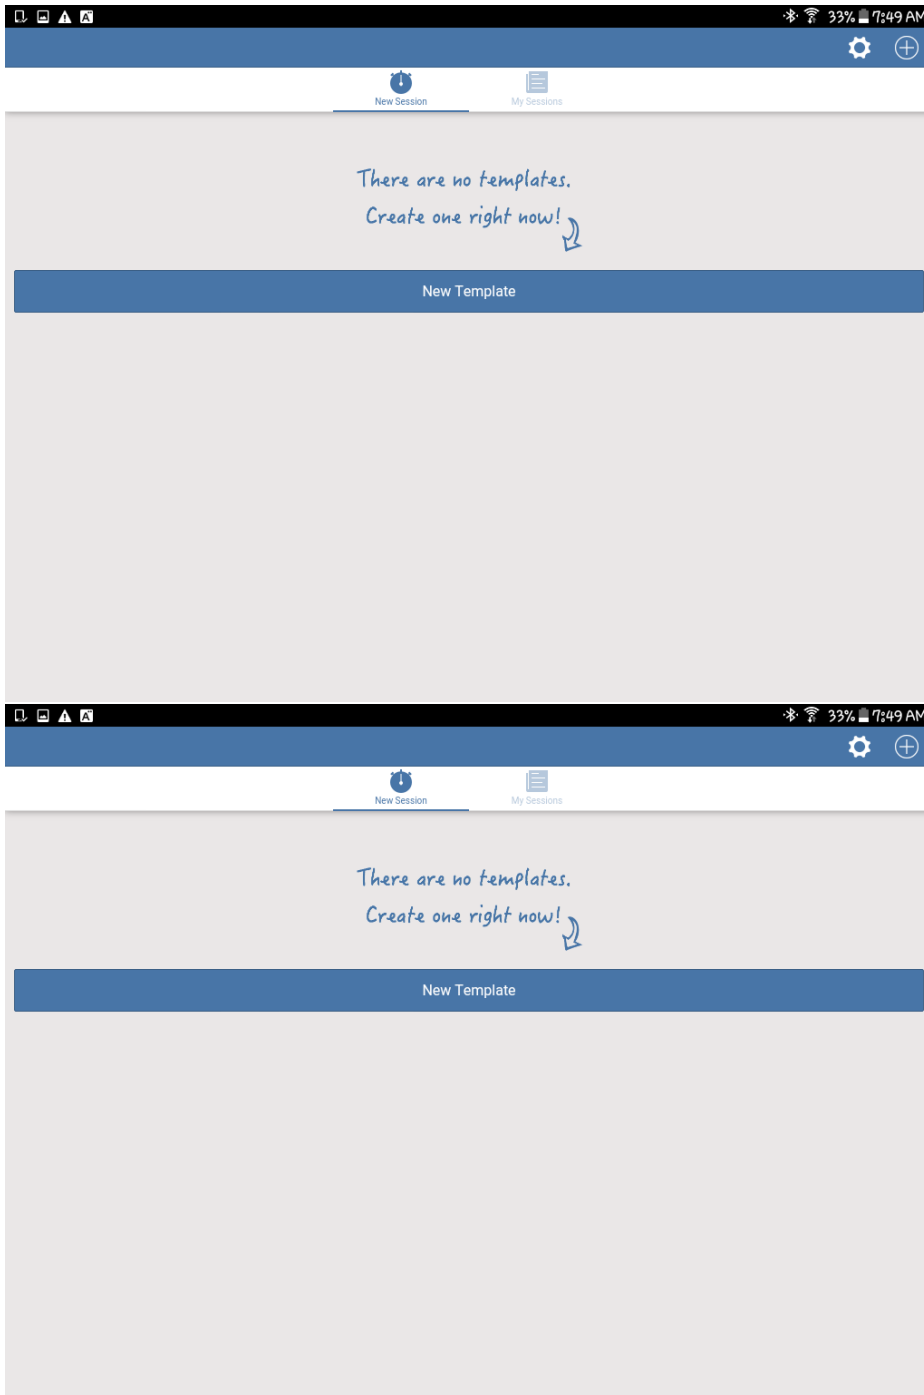 33% 7:49 AM
New Session My Sessions
There are no templates.
Create one right now!
New Template
33% 7:49 AM
New Session My Sessions
There are no templates.
Create one right now!
New Template